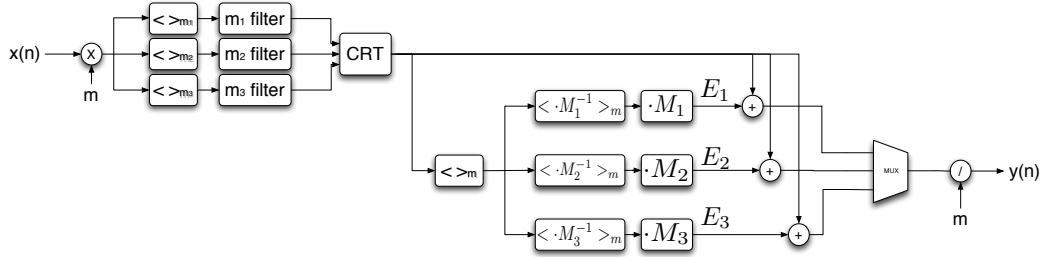 x(n)
X
m
< >m₁
m₁ filter
< >m₂
m₂ filter
< >m₃
m₃ filter
CRT
< >m
< ·M₁⁻¹ >ₘ
·M₁
E₁
+
< ·M₂⁻¹ >ₘ
·M₂
E₂
+
< ·M₃⁻¹ >ₘ
·M₃
E₃
+
MUX
/
m
y(n)